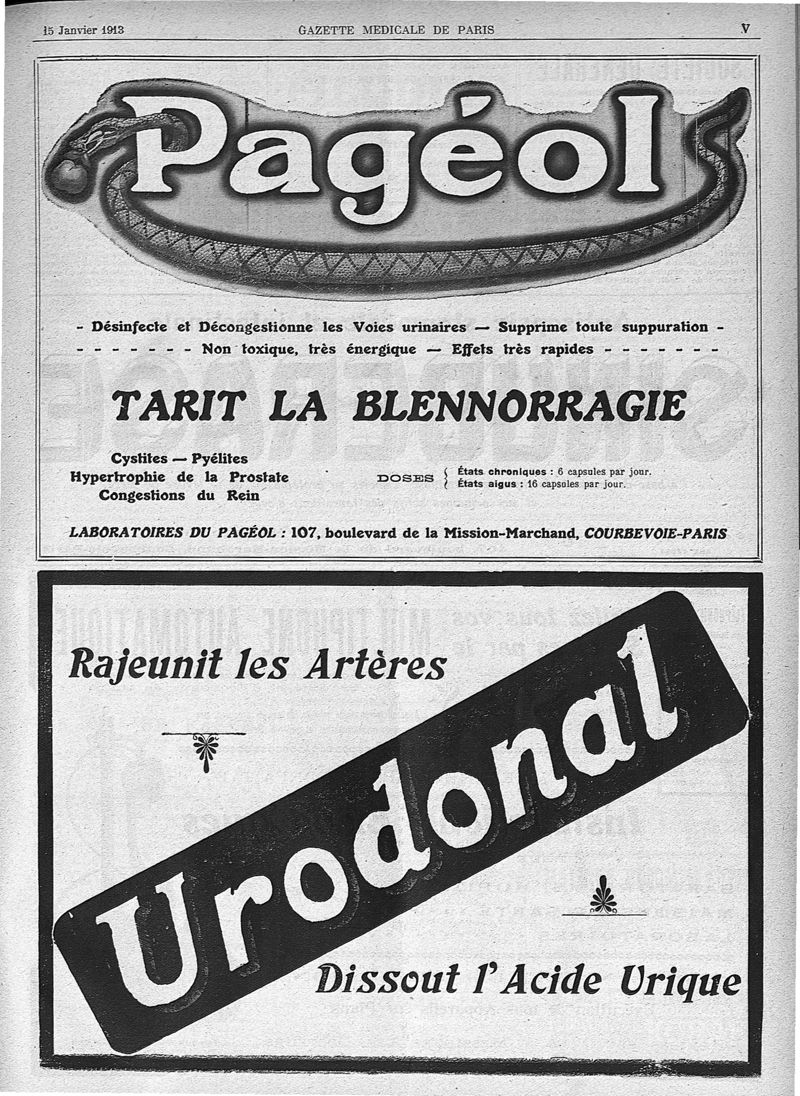 15 Janvier 1913 GAZETTE MEDICALE DE PARIS V
Pagéol
- Désinfecte et Décongestionne les Voies urinaires — Supprime toute suppuration -
- - - - - - - Non toxique, très énergique — Effets très rapides - - - - - - -
TARIT LA BLENNORRAGIE
Cystites — Pyélites
Hypertrophie de la Prostate
Congestions du Rein
DOSES { États chroniques : 6 capsules par jour.
États aigus : 16 capsules par jour.
LABORATOIRES DU PAGÉOL : 107, boulevard de la Mission-Marchand, COURBEVOIE-PARIS
Rajeunit les Artères
Urodonal
Dissout l'Acide Urique